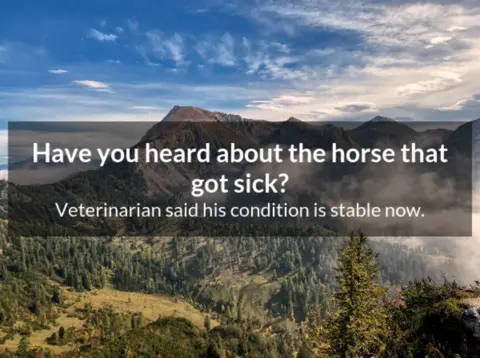 Have you heard about the horse that
got sick?
Veterinarian said his condition is stable now.